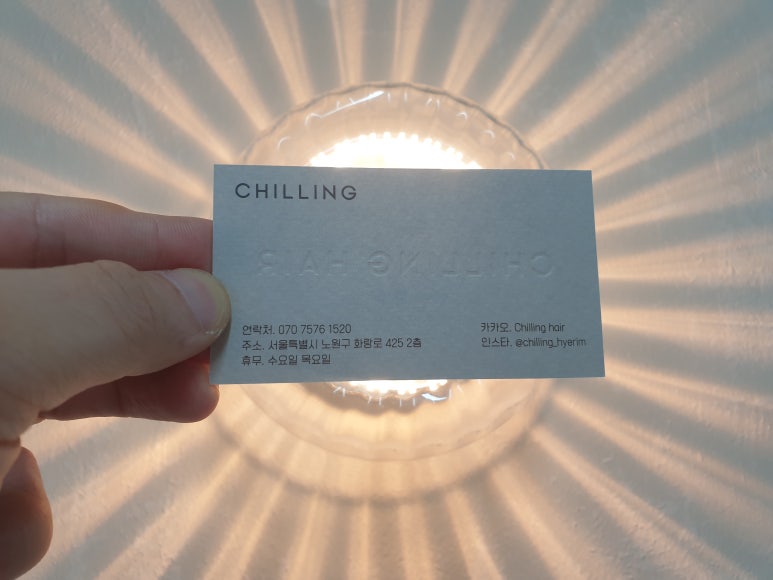 CHILLING
CHILLING HAIR
연락처. 070 7576 1520
주소. 서울특별시 노원구 화랑로 425 2층
휴무. 수요일 목요일
카카오. Chilling hair
인스타. @chilling_hyerim